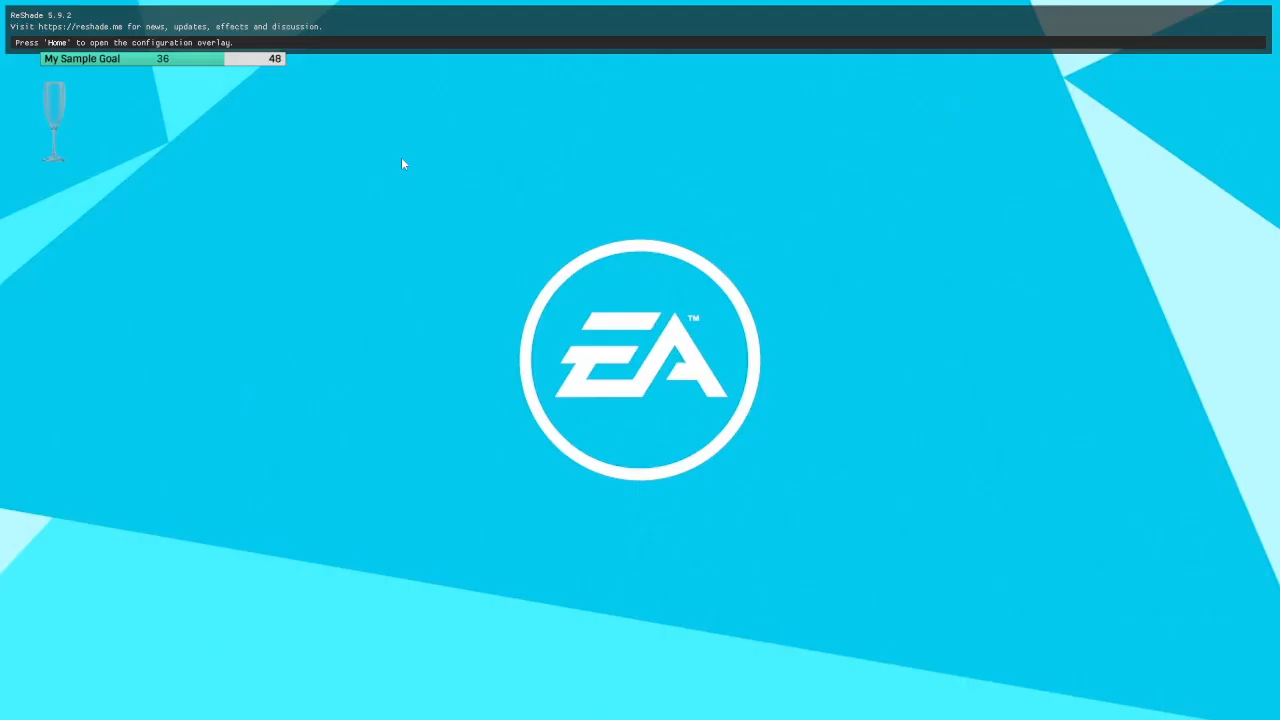 ReShade 5.9.2
Visit https://reshade.me for news, updates, effects and discussion.
Press 'Home' to open the configuration overlay.
My Sample Goal 36 48
EA™